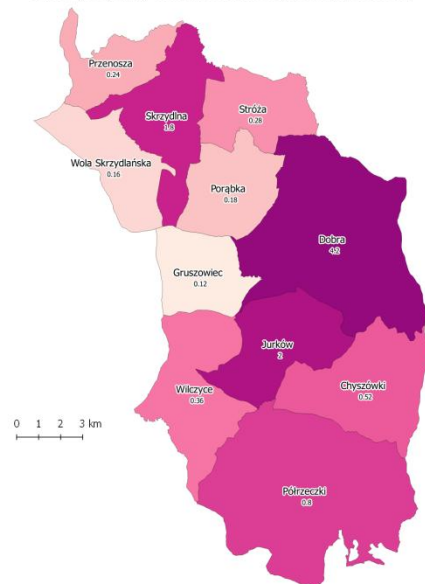 Przenosza
0.24
Skrzydlna
1.8
Stróża
0.28
Wola Skrzydlańska
0.16
Porąbka
0.18
Dobra
4.2
Gruszowiec
0.12
Jurków
2
Chyszówki
0.52
Wilczyce
0.36
0 1 2 3 km
Półrzeczki
0.8